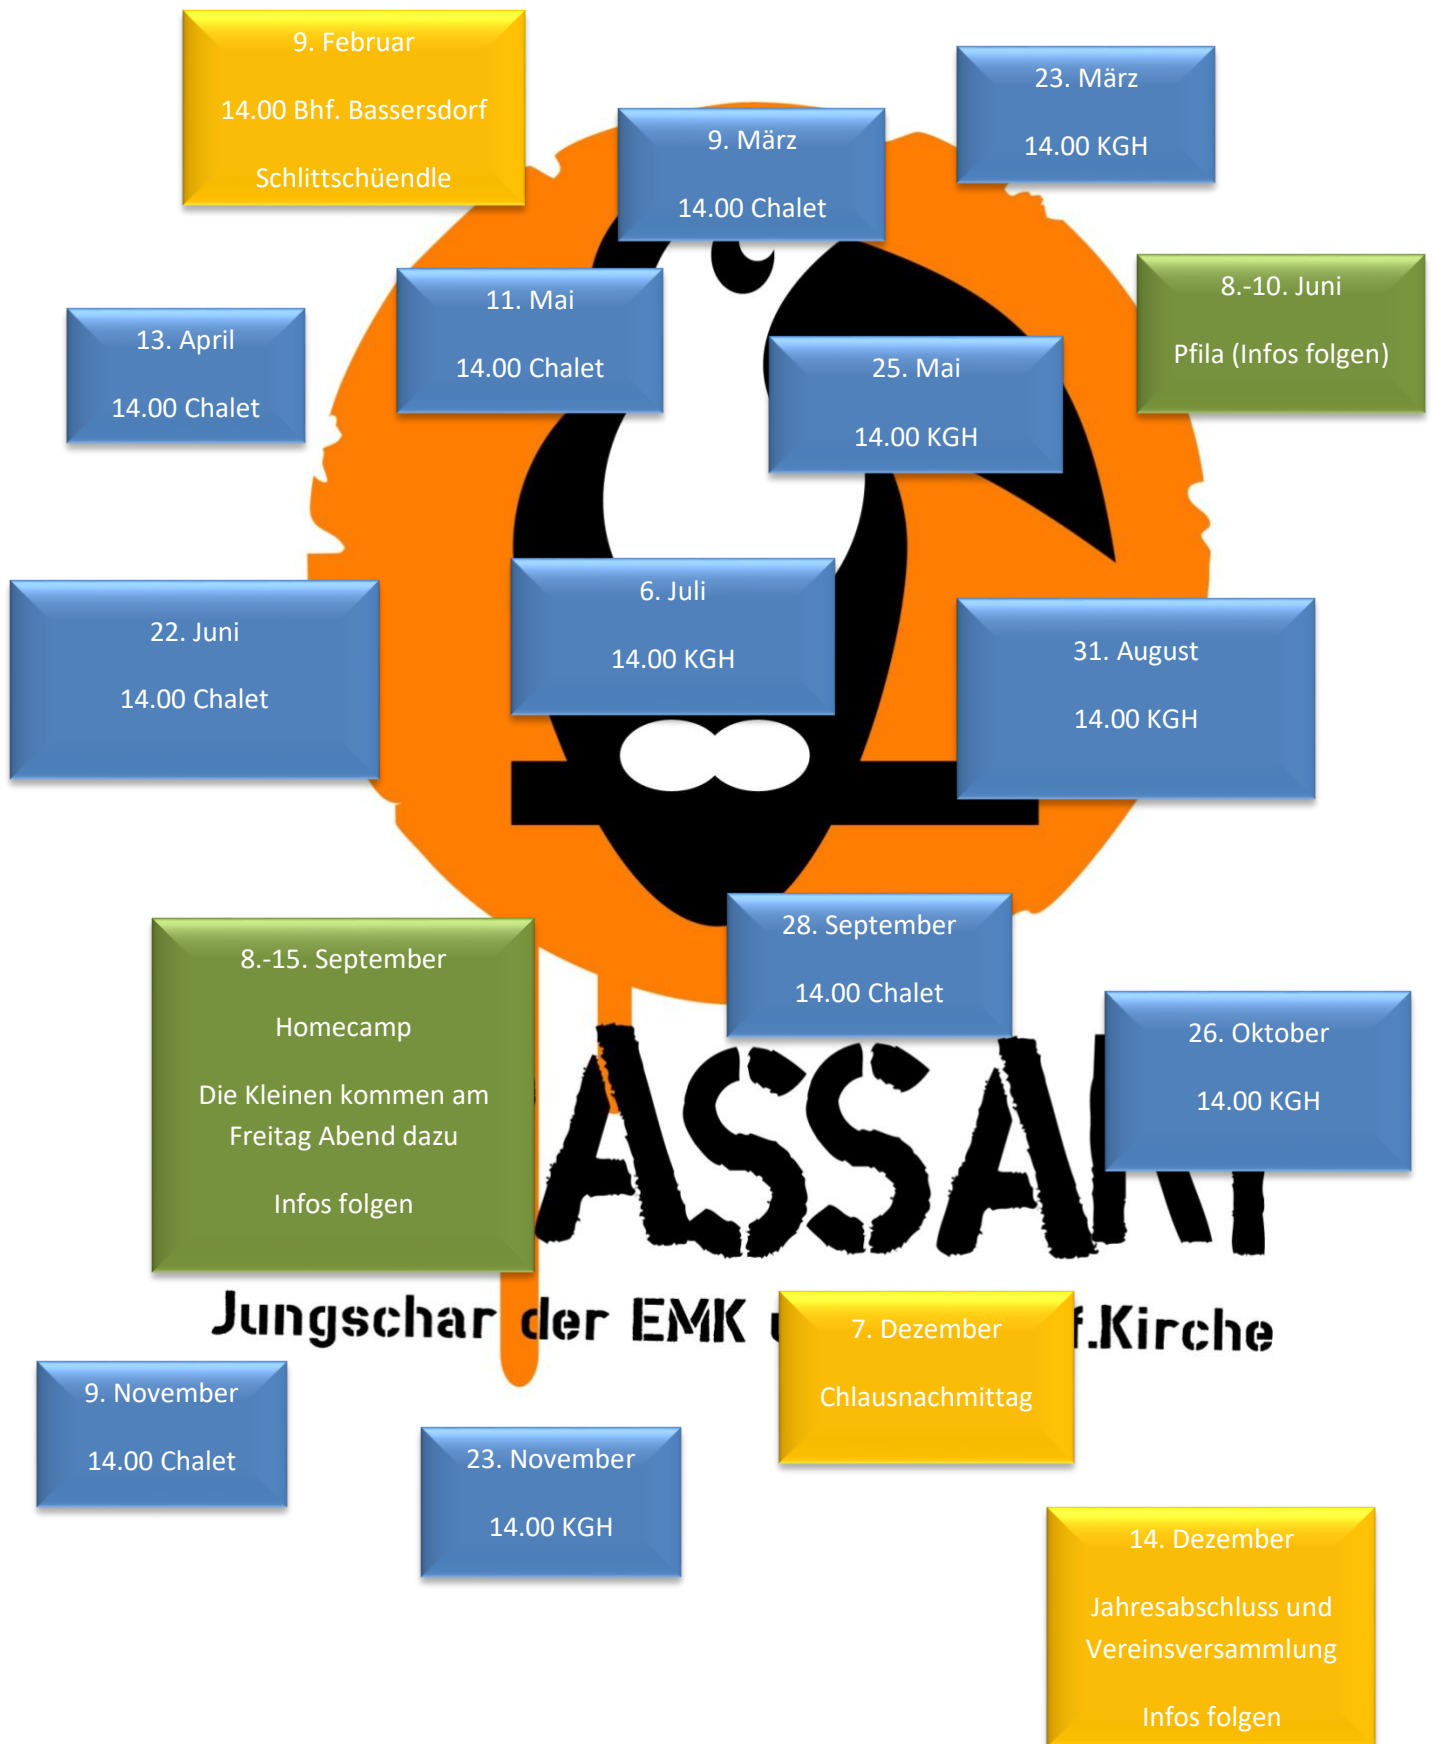 9. Februar
14.00 Bhf. Bassersdorf
Schlittschüendle
23. März
14.00 KGH
9. März
14.00 Chalet
8.-10. Juni
Pfila (Infos folgen)
11. Mai
14.00 Chalet
13. April
14.00 Chalet
25. Mai
14.00 KGH
22. Juni
14.00 Chalet
6. Juli
14.00 KGH
31. August
14.00 KGH
8.-15. September
Homecamp
Die Kleinen kommen am
Freitag Abend dazu
Infos folgen
28. September
14.00 Chalet
26. Oktober
14.00 KGH
Jungschar der EMK
f.Kirche
7. Dezember
Chlausnachmittag
9. November
14.00 Chalet
23. November
14.00 KGH
14. Dezember
Jahresabschluss und
Vereinsversammlung
Infos folgen